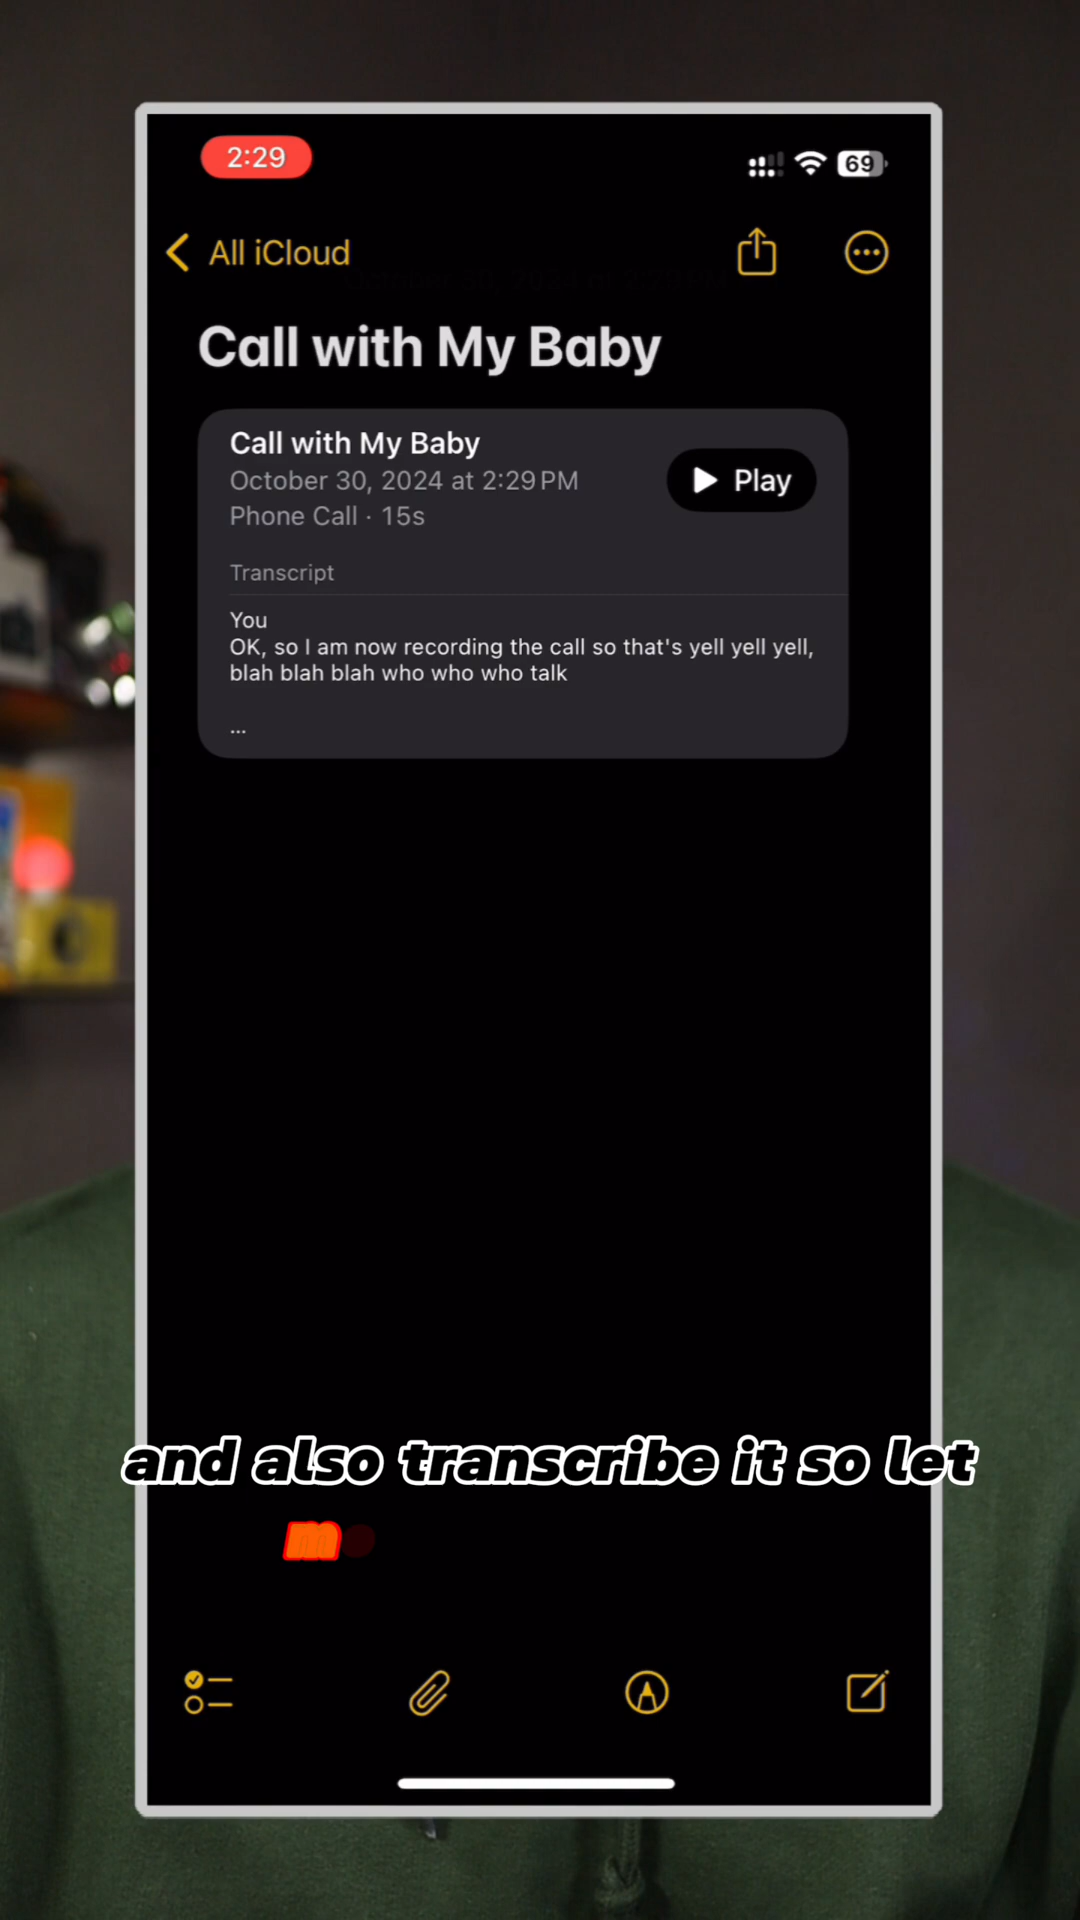 2:29
69
All iCloud
Call with My Baby
Call with My Baby
October 30, 2024 at 2:29 PM
Phone Call · 15s
Play
Transcript
You
OK, so I am now recording the call so that's yell yell yell,
blah blah blah who who who talk
...
and also transcribe it so let
m